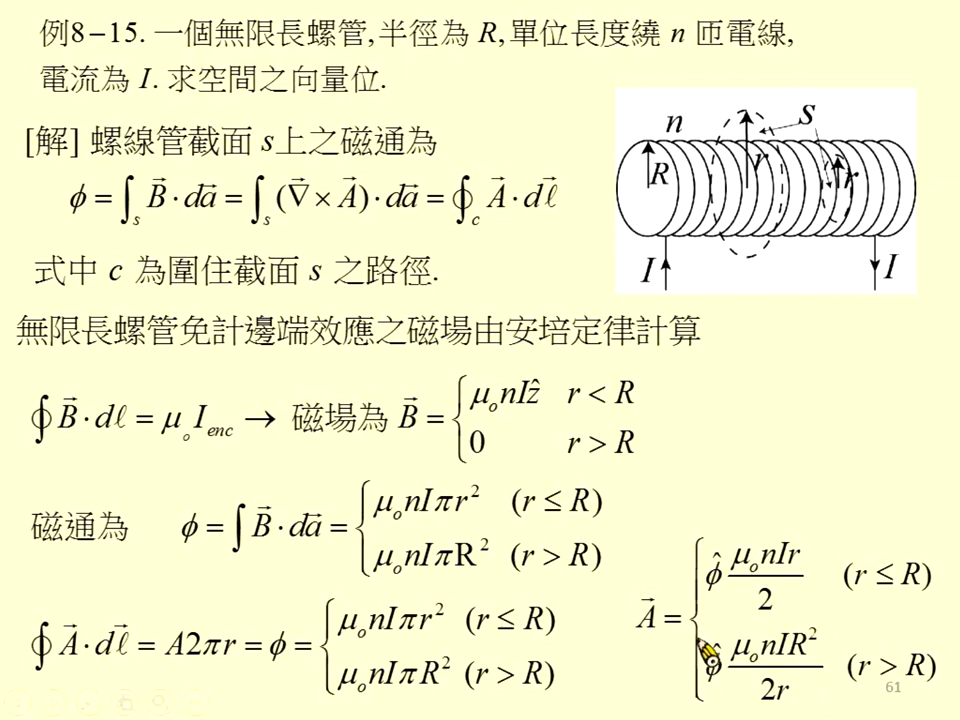 例8−15. 一個無限長螺管,半徑為 R,單位長度繞 n 匝電線,
電流為 I. 求空間之向量位.
[解] 螺線管截面 s上之磁通為
ϕ = ∫ₛ B⃗ · da⃗ = ∫ₛ (∇⃗ × A⃗) · da⃗ = ∮c A⃗ · dℓ⃗
n
S
R
r
r
I
I
式中 c 為圍住截面 s 之路徑.
無限長螺管免計邊端效應之磁場由安培定律計算
∮ B⃗ · dℓ = μₒ I enc → 磁場為 B⃗ = { μₒnIẑ r < R
0 r > R
磁通為 ϕ = ∫ B⃗ · da⃗ = { μₒnIπr² (r ≤ R)
μₒnIπR² (r > R)
∮ A⃗ · dℓ⃗ = A2πr = ϕ = { μₒnIπr² (r ≤ R)
μₒnIπR² (r > R)
A⃗ = { ϕ̂ μₒnIr / 2 (r ≤ R)
ϕ̂ μₒnIR² / 2r (r > R)
61